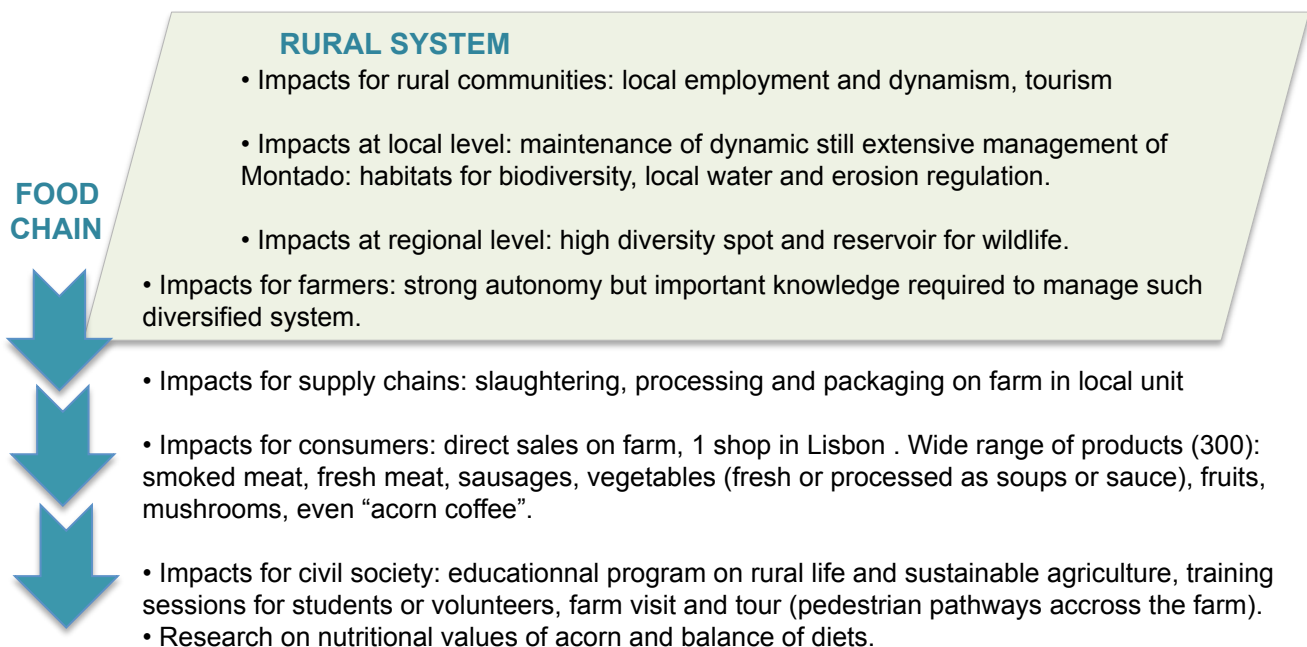 RURAL SYSTEM
• Impacts for rural communities: local employment and dynamism, tourism
• Impacts at local level: maintenance of dynamic still extensive management of
Montado: habitats for biodiversity, local water and erosion regulation.
FOOD
CHAIN
• Impacts at regional level: high diversity spot and reservoir for wildlife.
• Impacts for farmers: strong autonomy but important knowledge required to manage such
diversified system.
• Impacts for supply chains: slaughtering, processing and packaging on farm in local unit
• Impacts for consumers: direct sales on farm, 1 shop in Lisbon . Wide range of products (300):
smoked meat, fresh meat, sausages, vegetables (fresh or processed as soups or sauce), fruits,
mushrooms, even “acorn coffee”.
• Impacts for civil society: educationnal program on rural life and sustainable agriculture, training
sessions for students or volunteers, farm visit and tour (pedestrian pathways accross the farm).
• Research on nutritional values of acorn and balance of diets.